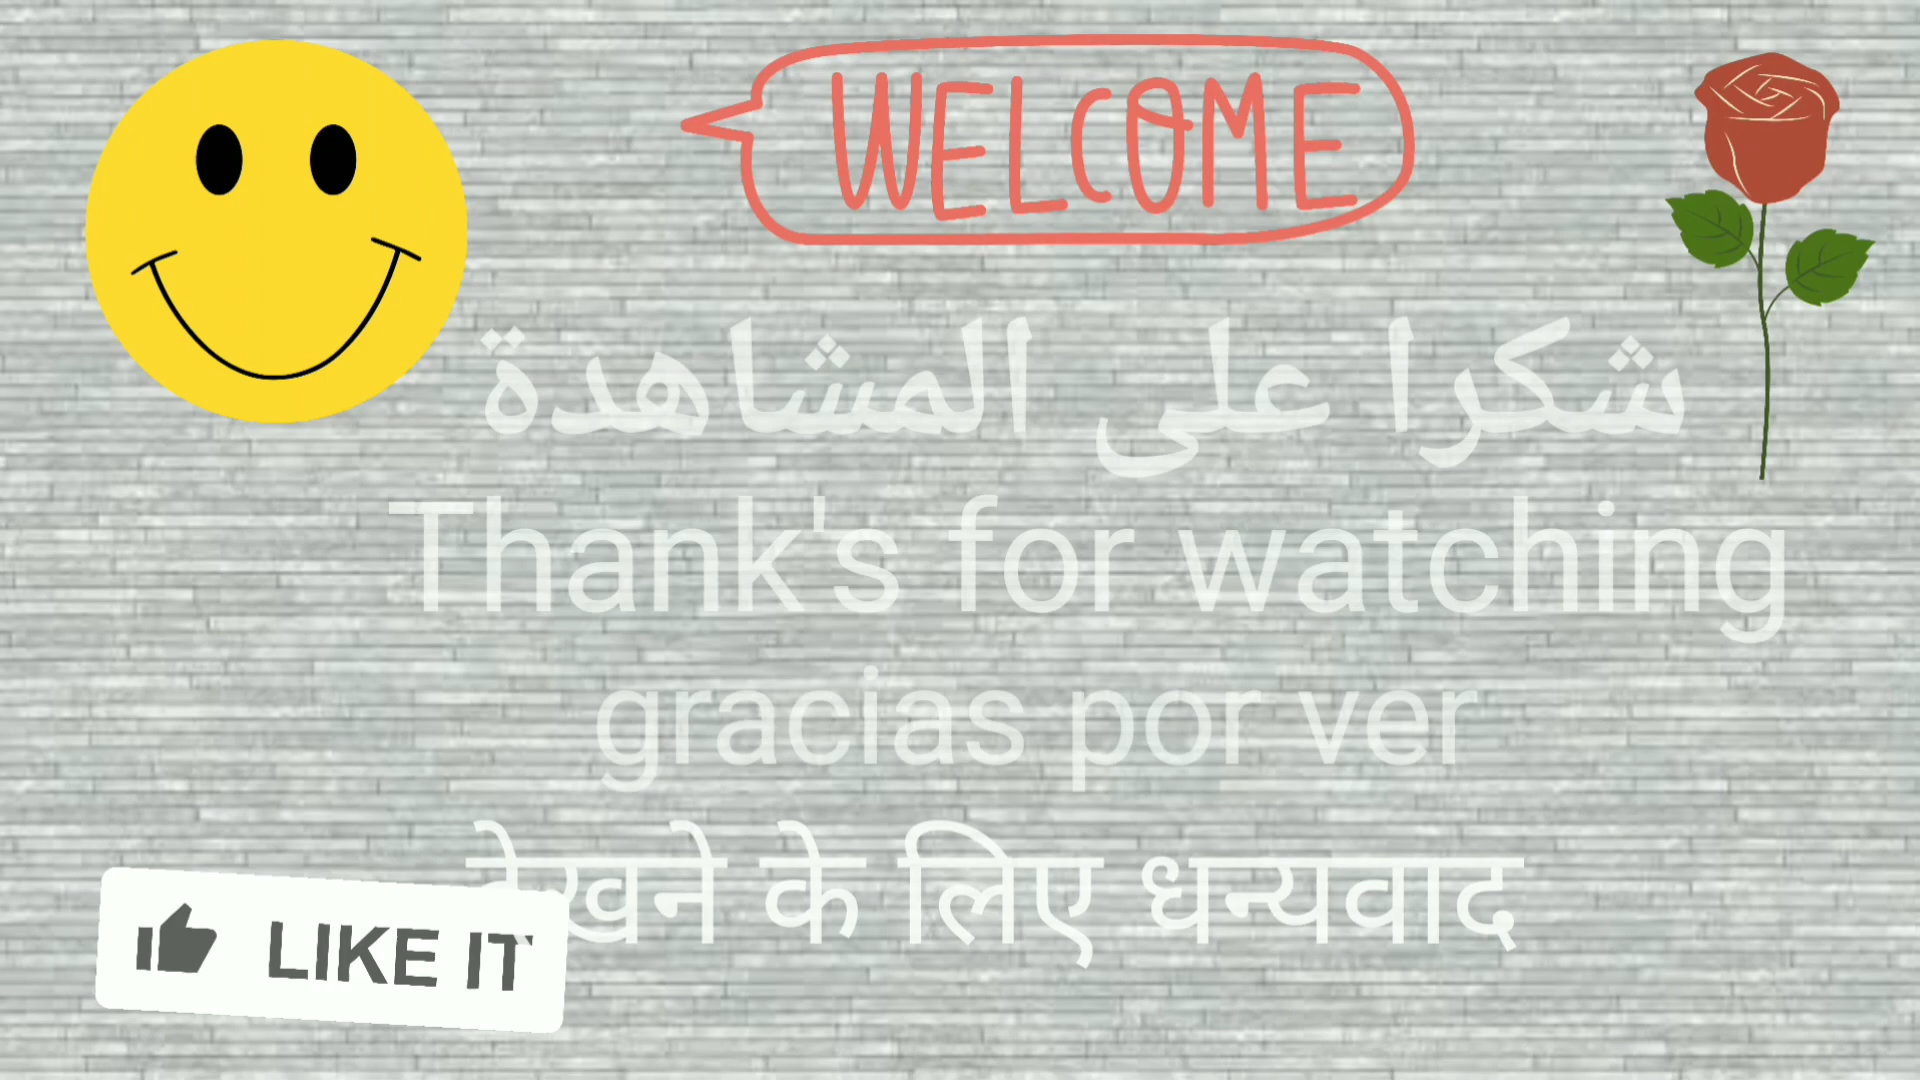 WELCOME
شكرا على المشاهدة
Thank's for watching
gracias por ver
के लिए धन्यवाद
LIKE IT